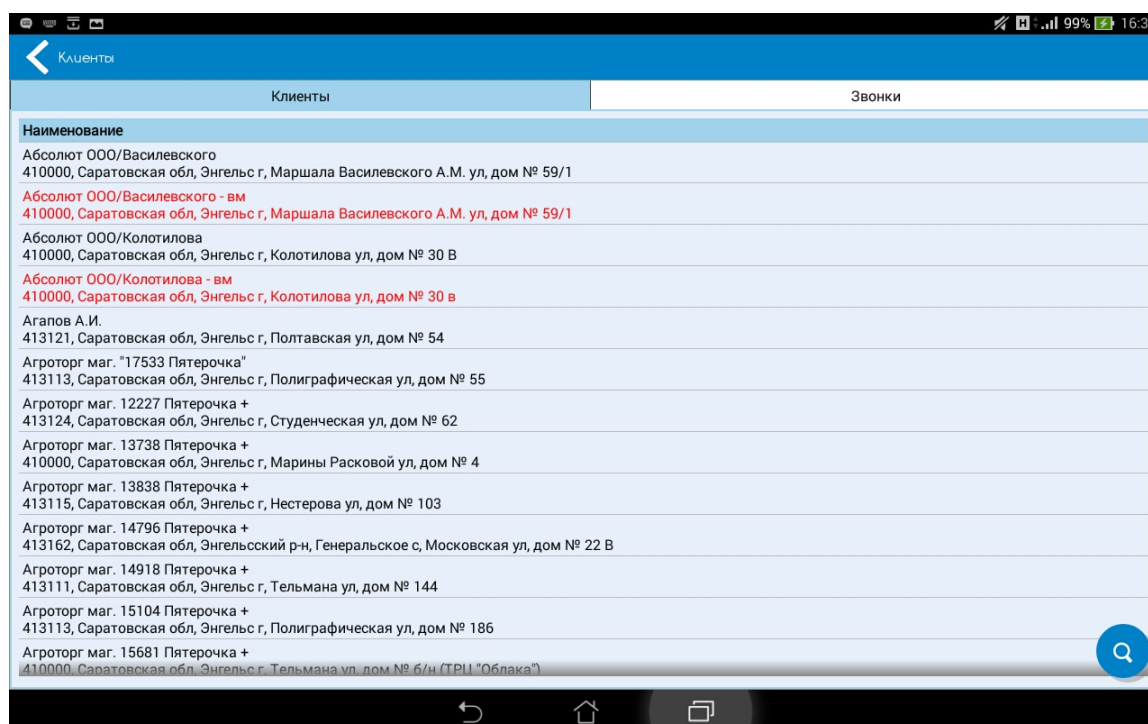 H 99% 16:3
Клиенты
Клиенты Звонки
Наименование
Абсолют ООО/Василевского
410000, Саратовская обл, Энгельс г, Маршала Василевского А.М. ул, дом № 59/1
Абсолют ООО/Василевского - вм
410000, Саратовская обл, Энгельс г, Маршала Василевского А.М. ул, дом № 59/1
Абсолют ООО/Колотилова
410000, Саратовская обл, Энгельс г, Колотилова ул, дом № 30 В
Абсолют ООО/Колотилова - вм
410000, Саратовская обл, Энгельс г, Колотилова ул, дом № 30 в
Агапов А.И.
413121, Саратовская обл, Энгельс г, Полтавская ул, дом № 54
Агроторг маг. "17533 Пятерочка"
413113, Саратовская обл, Энгельс г, Полиграфическая ул, дом № 55
Агроторг маг. 12227 Пятерочка +
413124, Саратовская обл, Энгельс г, Студенческая ул, дом № 62
Агроторг маг. 13738 Пятерочка +
410000, Саратовская обл, Энгельс г, Марины Расковой ул, дом № 4
Агроторг маг. 13838 Пятерочка +
413115, Саратовская обл, Энгельс г, Нестерова ул, дом № 103
Агроторг маг. 14796 Пятерочка +
413162, Саратовская обл, Энгельсский р-н, Генеральское с, Московская ул, дом № 22 В
Агроторг маг. 14918 Пятерочка +
413111, Саратовская обл, Энгельс г, Тельмана ул, дом № 144
Агроторг маг. 15104 Пятерочка +
413113, Саратовская обл, Энгельс г, Полиграфическая ул, дом № 186
Агроторг маг. 15681 Пятерочка +
410000, Саратовская обл, Энгельс г, Тельмана ул, дом № б/н (ТРЦ "Облака")